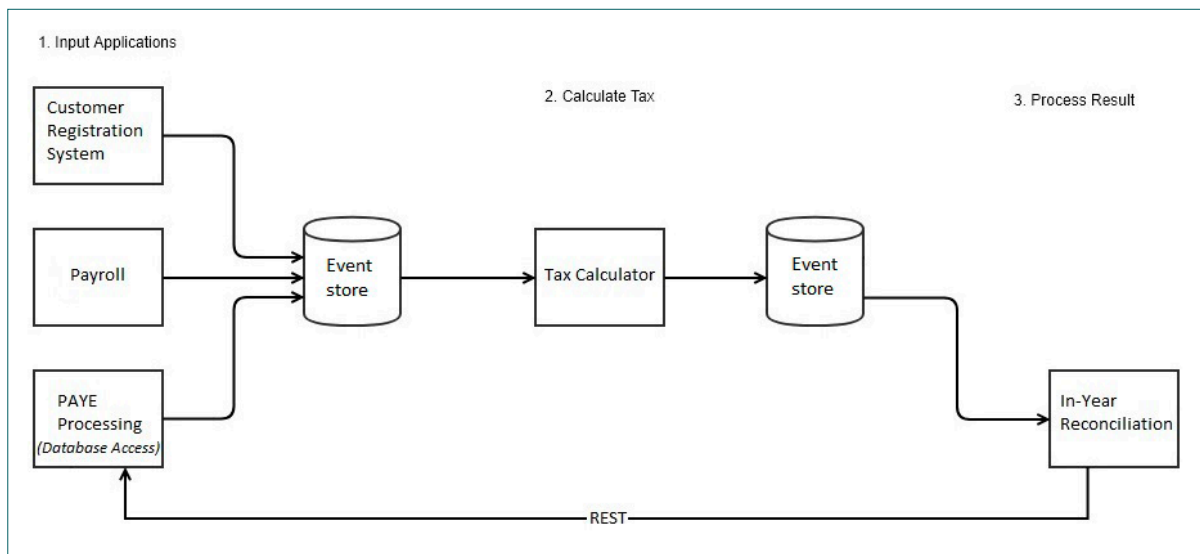 1. Input Applications
2. Calculate Tax
3. Process Result
Customer
Registration
System
Payroll
Event
store
Tax Calculator
Event
store
PAYE
Processing
(Database Access)
In-Year
Reconciliation
REST